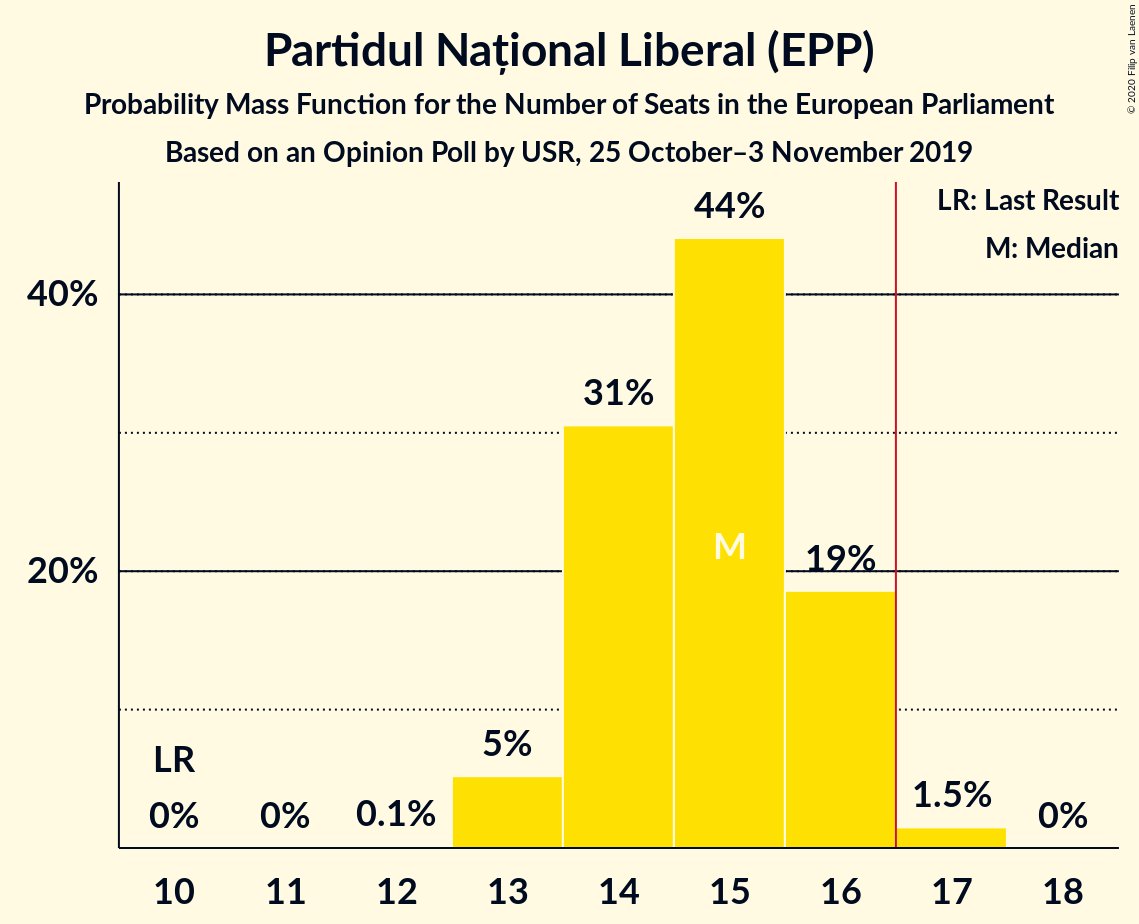 Partidul Național Liberal (EPP)
Probability Mass Function for the Number of Seats in the European Parliament
Based on an Opinion Poll by USR, 25 October–3 November 2019
© 2020 Filip van Laenen
LR: Last Result
M: Median
40%
20%
LR
0%
0%
0.1%
5%
31%
44%
M
19%
1.5%
0%
10 11 12 13 14 15 16 17 18